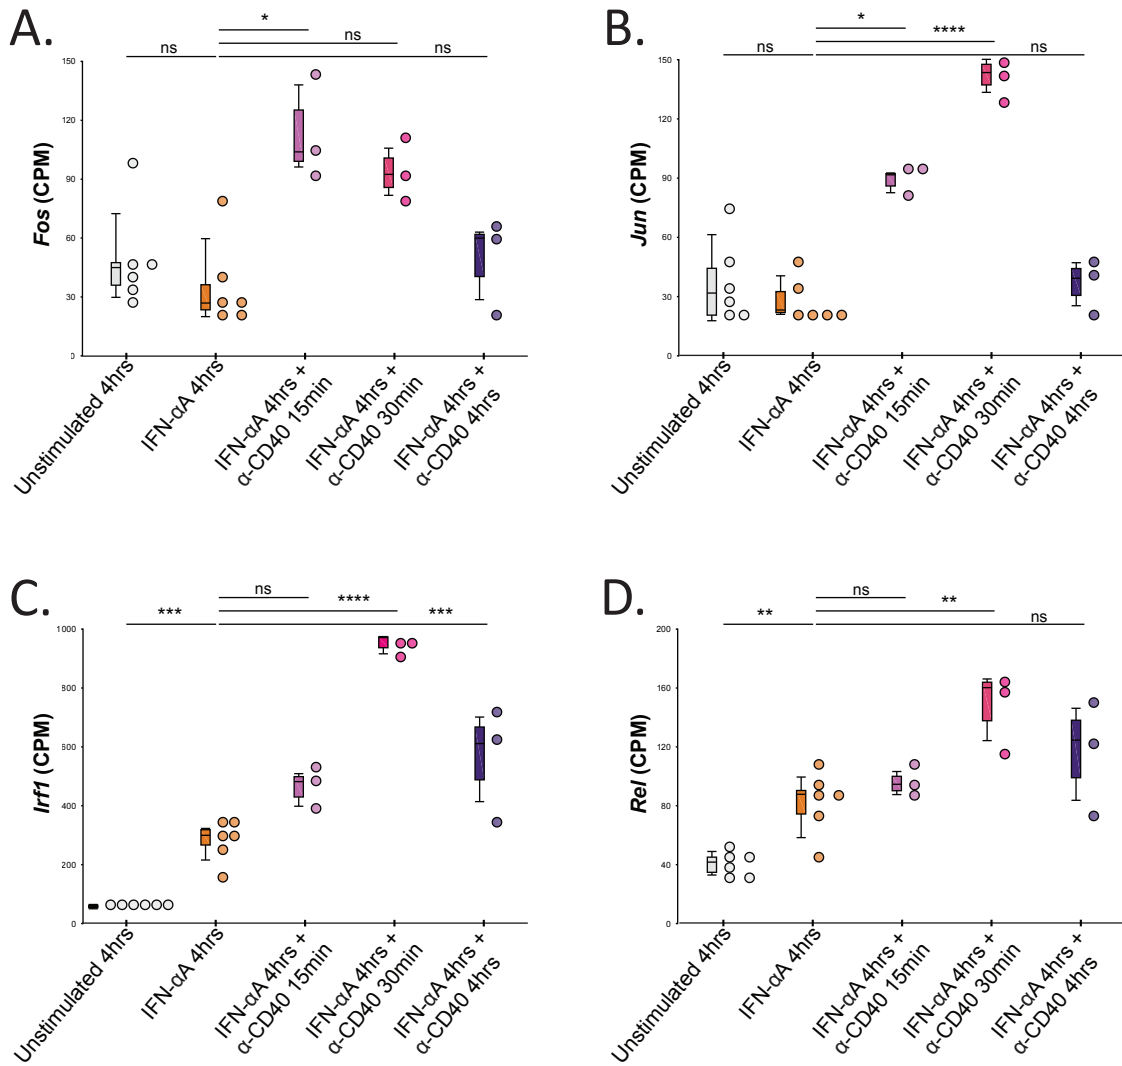 A.
*
ns
ns
ns
Fos (CPM)
150
120
90
60
30
0
Unstimulated 4hrs
IFN-αA 4hrs
IFN-αA 4hrs +
α-CD40 15min
IFN-αA 4hrs +
α-CD40 30min
IFN-αA 4hrs +
α-CD40 4hrs
B.
*
****
ns
ns
Jun (CPM)
150
120
90
60
30
0
Unstimulated 4hrs
IFN-αA 4hrs
IFN-αA 4hrs +
α-CD40 15min
IFN-αA 4hrs +
α-CD40 30min
IFN-αA 4hrs +
α-CD40 4hrs
C.
ns
****
***
***
Irf1 (CPM)
1000
800
600
400
200
0
Unstimulated 4hrs
IFN-αA 4hrs
IFN-αA 4hrs +
α-CD40 15min
IFN-αA 4hrs +
α-CD40 30min
IFN-αA 4hrs +
α-CD40 4hrs
D.
ns
**
**
ns
Rel (CPM)
200
160
120
80
40
0
Unstimulated 4hrs
IFN-αA 4hrs
IFN-αA 4hrs +
α-CD40 15min
IFN-αA 4hrs +
α-CD40 30min
IFN-αA 4hrs +
α-CD40 4hrs